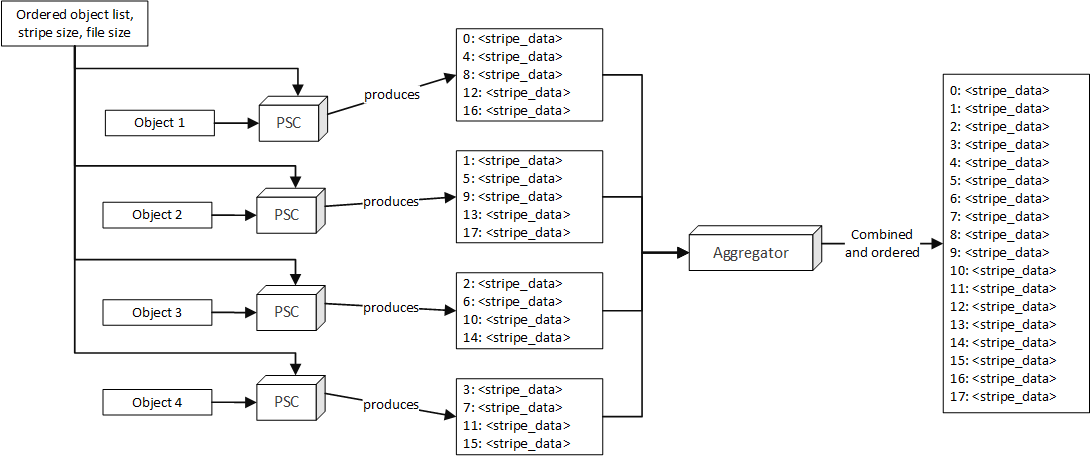 Ordered object list,
stripe size, file size
Object 1
PSC
produces
0: <stripe_data>
4: <stripe_data>
8: <stripe_data>
12: <stripe_data>
16: <stripe_data>
Object 2
PSC
produces
1: <stripe_data>
5: <stripe_data>
9: <stripe_data>
13: <stripe_data>
17: <stripe_data>
Object 3
PSC
produces
2: <stripe_data>
6: <stripe_data>
10: <stripe_data>
14: <stripe_data>
Object 4
PSC
produces
3: <stripe_data>
7: <stripe_data>
11: <stripe_data>
15: <stripe_data>
Aggregator
Combined
and ordered
0: <stripe_data>
1: <stripe_data>
2: <stripe_data>
3: <stripe_data>
4: <stripe_data>
5: <stripe_data>
6: <stripe_data>
7: <stripe_data>
8: <stripe_data>
9: <stripe_data>
10: <stripe_data>
11: <stripe_data>
12: <stripe_data>
13: <stripe_data>
14: <stripe_data>
15: <stripe_data>
16: <stripe_data>
17: <stripe_data>